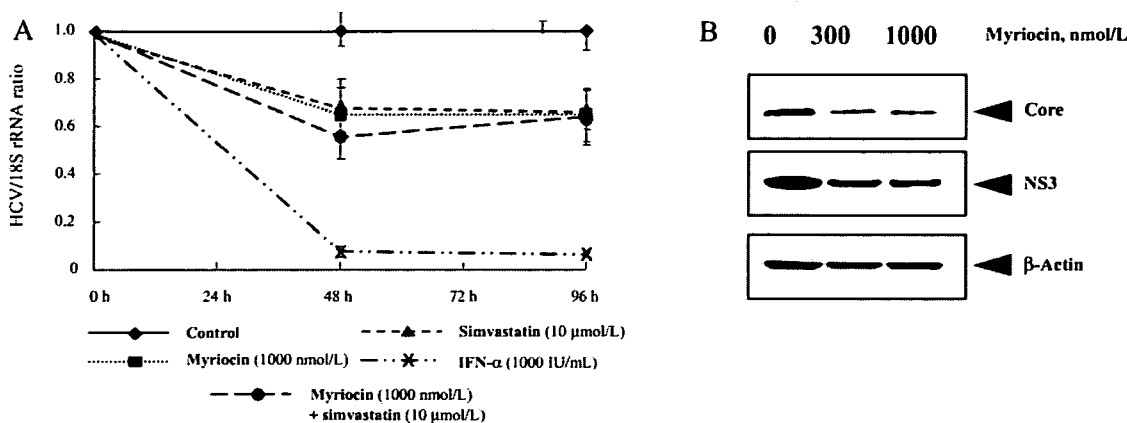 A
HCV/18S rRNA ratio
1.0
0.8
0.6
0.4
0.2
0
0 h 24 h 48 h 72 h 96 h
Control
Simvastatin (10 μmol/L)
Myriocin (1000 nmol/L)
IFN-α (1000 IU/mL)
Myriocin (1000 nmol/L)
+ simvastatin (10 μmol/L)
B
0 300 1000 Myriocin, nmol/L
Core
NS3
β-Actin